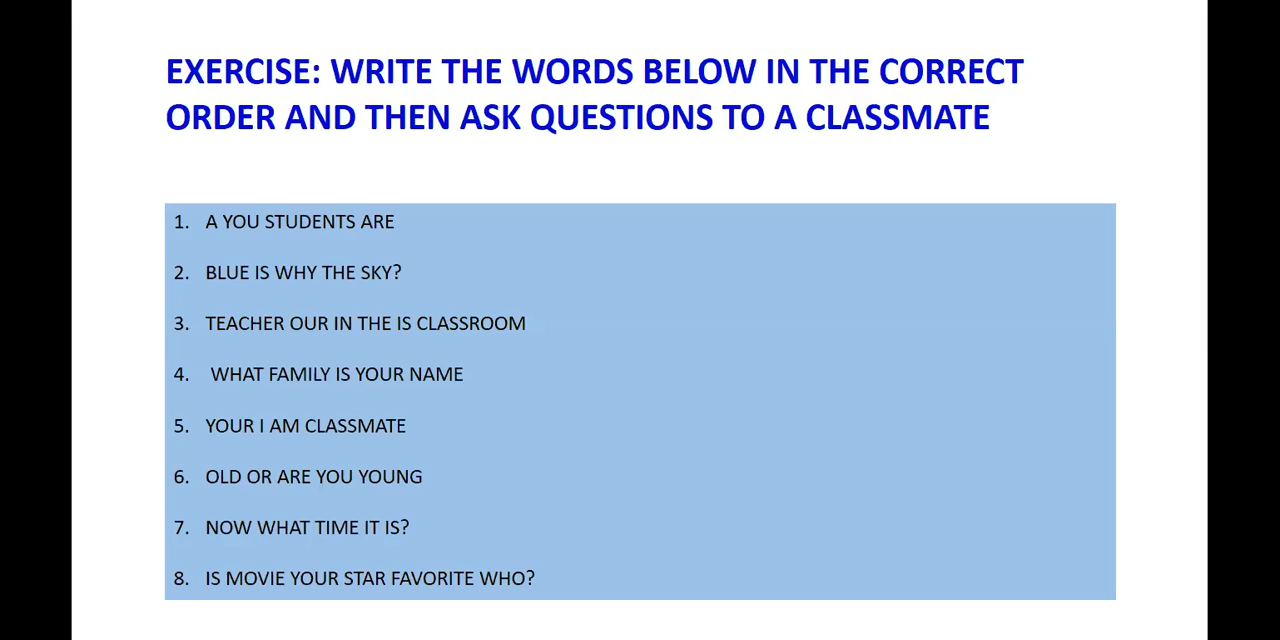 EXERCISE: WRITE THE WORDS BELOW IN THE CORRECT
ORDER AND THEN ASK QUESTIONS TO A CLASSMATE
1. A YOU STUDENTS ARE
2. BLUE IS WHY THE SKY?
3. TEACHER OUR IN THE IS CLASSROOM
4. WHAT FAMILY IS YOUR NAME
5. YOUR I AM CLASSMATE
6. OLD OR ARE YOU YOUNG
7. NOW WHAT TIME IT IS?
8. IS MOVIE YOUR STAR FAVORITE WHO?